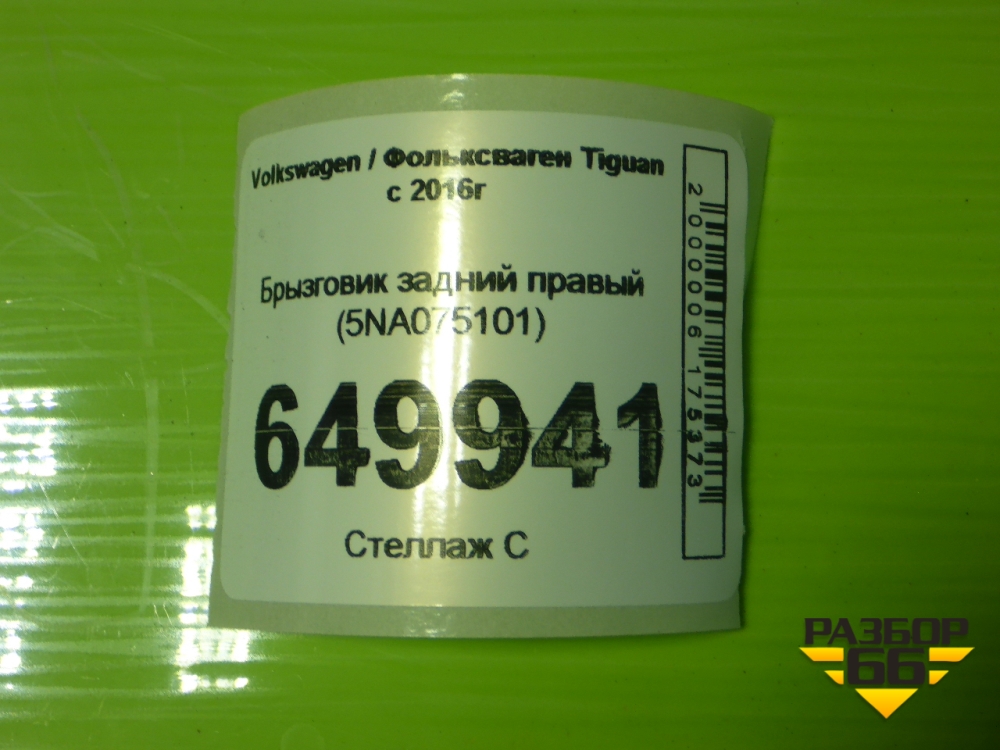 Volkswagen / Фольксваген Tiguan
с 2016г
Брызговик задний правый
(5NA075101)
649941
Стеллаж С
2000006175373
РАЗБОР
66